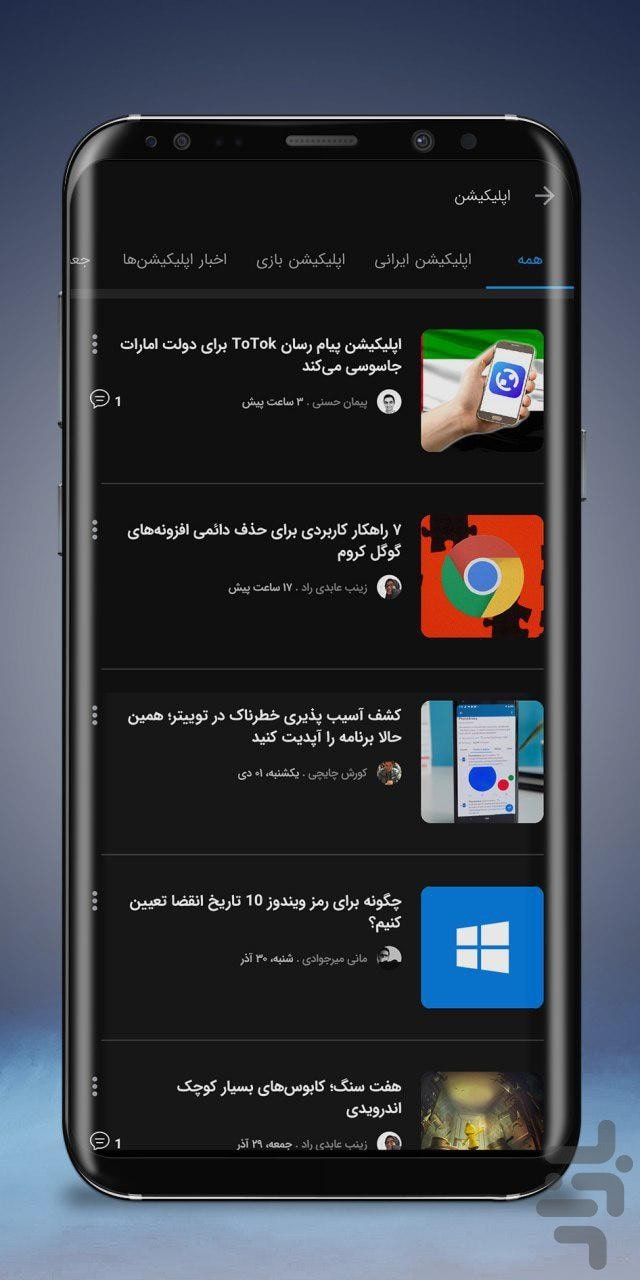 اپلیکیشن
همه
اپلیکیشن ایرانی
اپلیکیشن بازی
اخبار اپلیکیشن‌ها
جعـ
اپلیکیشن پیام رسان ToTok برای دولت امارات
جاسوسی می‌کند
پیمان حسنی . ۳ ساعت پیش
1
۷ راهکار کاربردی برای حذف دائمی افزونه‌های
گوگل کروم
زینب عابدی راد . ۱۷ ساعت پیش
کشف آسیب پذیری خطرناک در توییتر؛ همین
حالا برنامه را آپدیت کنید
کورش چایچی . یکشنبه، ۰۱ دی
چگونه برای رمز ویندوز 10 تاریخ انقضا تعیین
کنیم؟
مانی میرجوادی . شنبه، ۳۰ آذر
هفت سنگ؛ کابوس‌های بسیار کوچک
اندرویدی
زینب عابدی راد . جمعه، ۲۹ آذر
1